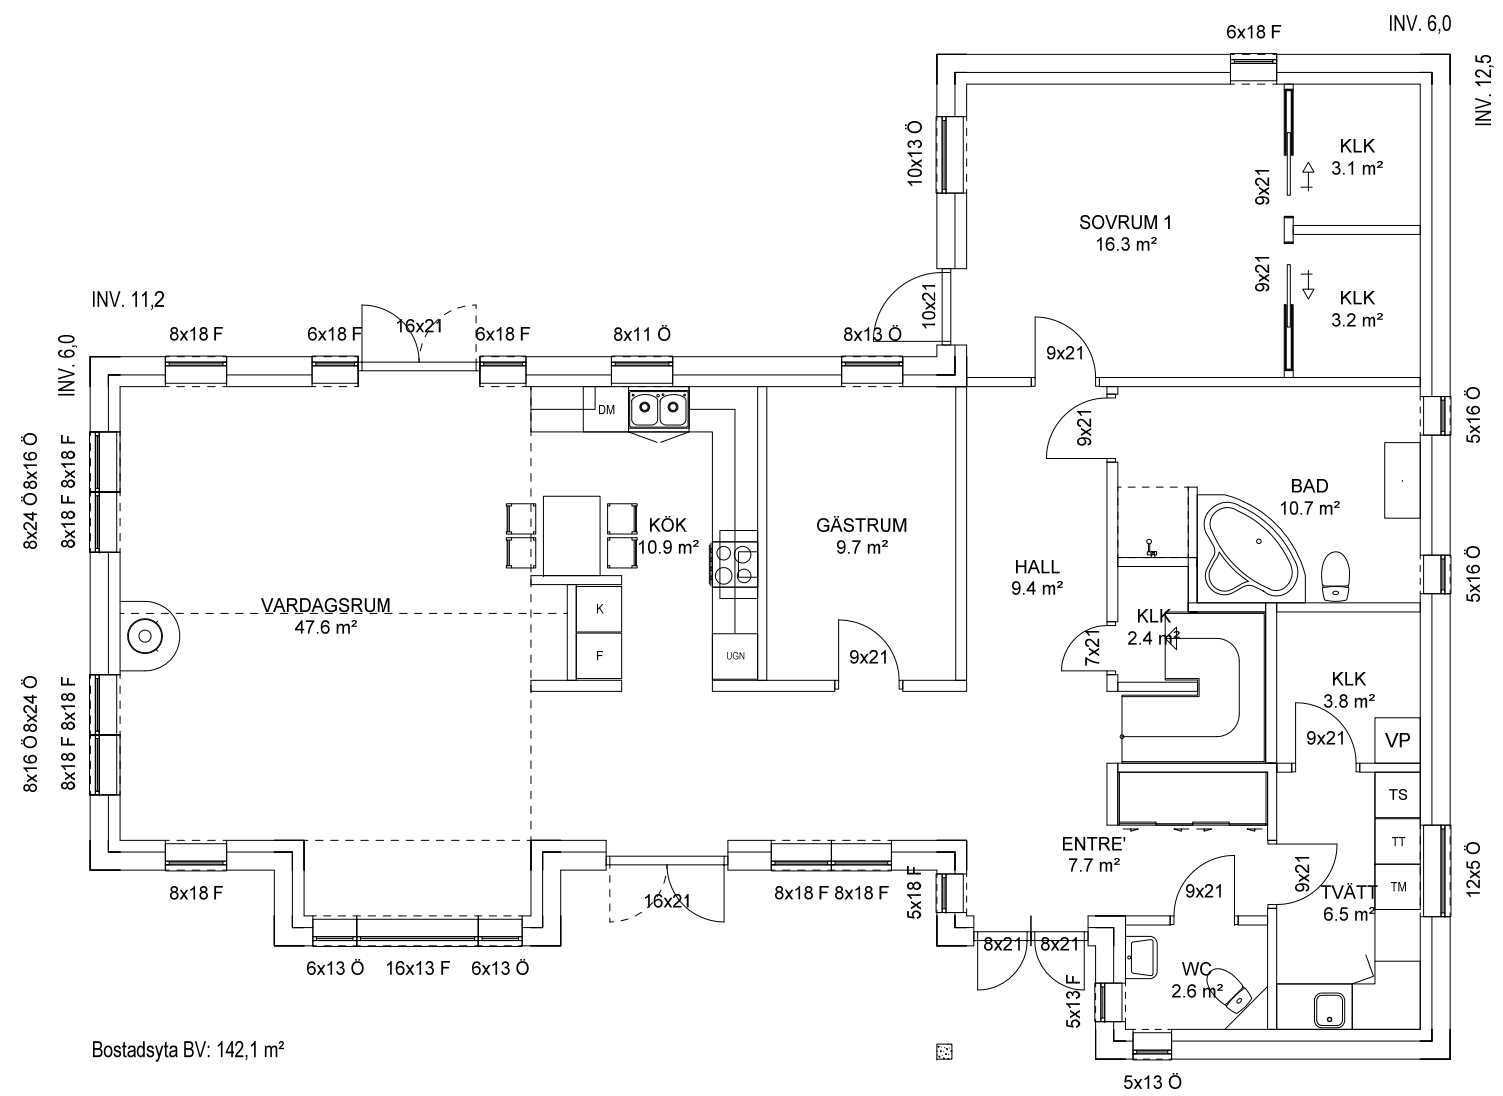 INV. 6,0
6x18 F
INV. 12,5
10x13 Ö
KLK
3.1 m²
9x21
SOVRUM 1
16.3 m²
9x21
KLK
3.2 m²
10x21
INV. 11,2
INV. 6,0
8x18 F
6x18 F
16x21
6x18 F
8x11 Ö
8x13 Ö
9x21
DM
9x21
5x16 Ö
8x24 Ö 8x16 Ö
8x18 F 8x18 F
KÖK
10.9 m²
GÄSTRUM
9.7 m²
BAD
10.7 m²
HALL
9.4 m²
5x16 Ö
VARDAGSRUM
47.6 m²
K
F
UGN
9x21
7x21
KLK
2.4 m²
KLK
3.8 m²
8x16 Ö 8x24 Ö
8x18 F 8x18 F
9x21
VP
TS
TT
TM
ENTRE'
7.7 m²
9x21
9x21
TVÄTT
6.5 m²
12x5 Ö
8x18 F
16x21
8x18 F
8x18 F
5x18 F
8x21
8x21
6x13 Ö
16x13 F
6x13 Ö
WC
2.6 m²
5x13 F
Bostadsyta BV: 142,1 m²
5x13 Ö